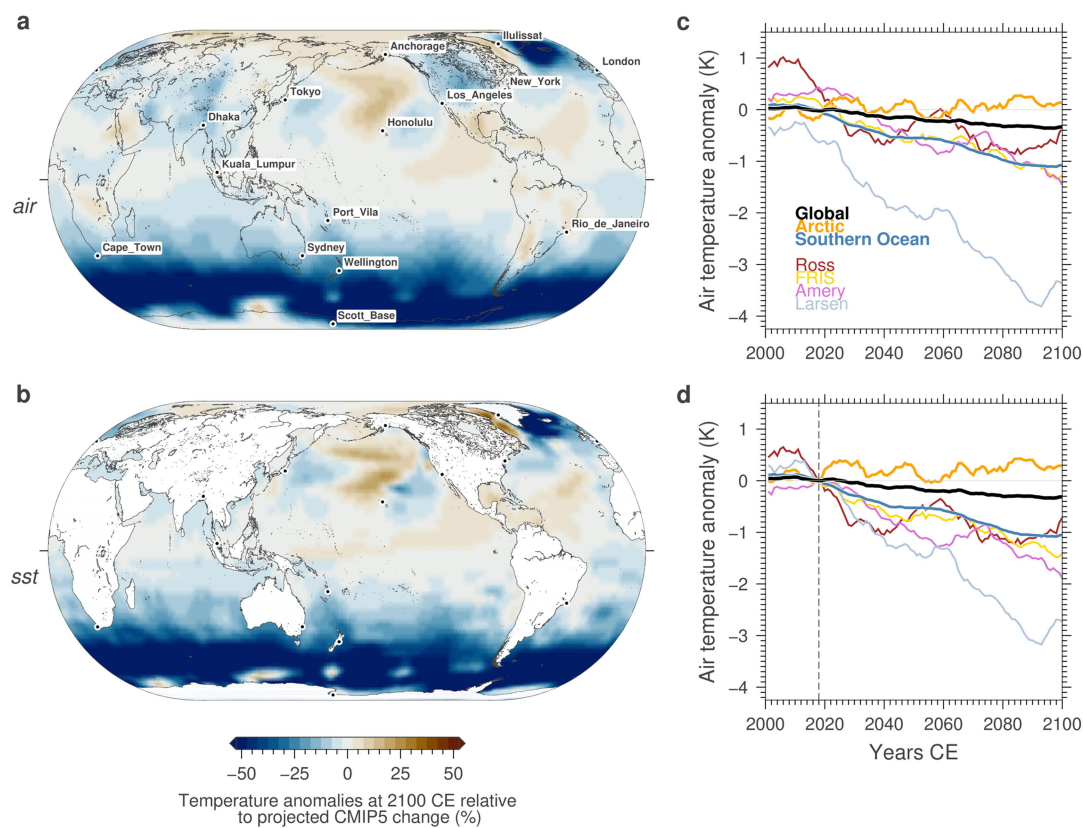 a
Ilulissat
Anchorage
London
New_York
Tokyo
Los_Angeles
Dhaka
Honolulu
Kuala_Lumpur
air
Port_Vila
Rio_de_Janeiro
Cape_Town
Sydney
Wellington
Scott_Base
b
sst
−50 −25 0 25 50
Temperature anomalies at 2100 CE relative
to projected CMIP5 change (%)
c
Air temperature anomaly (K)
1
0
−1
−2
−3
−4
Global
Arctic
Southern Ocean
Ross
FRIS
Amery
Larsen
2000 2020 2040 2060 2080 2100
d
Air temperature anomaly (K)
1
0
−1
−2
−3
−4
2000 2020 2040 2060 2080 2100
Years CE